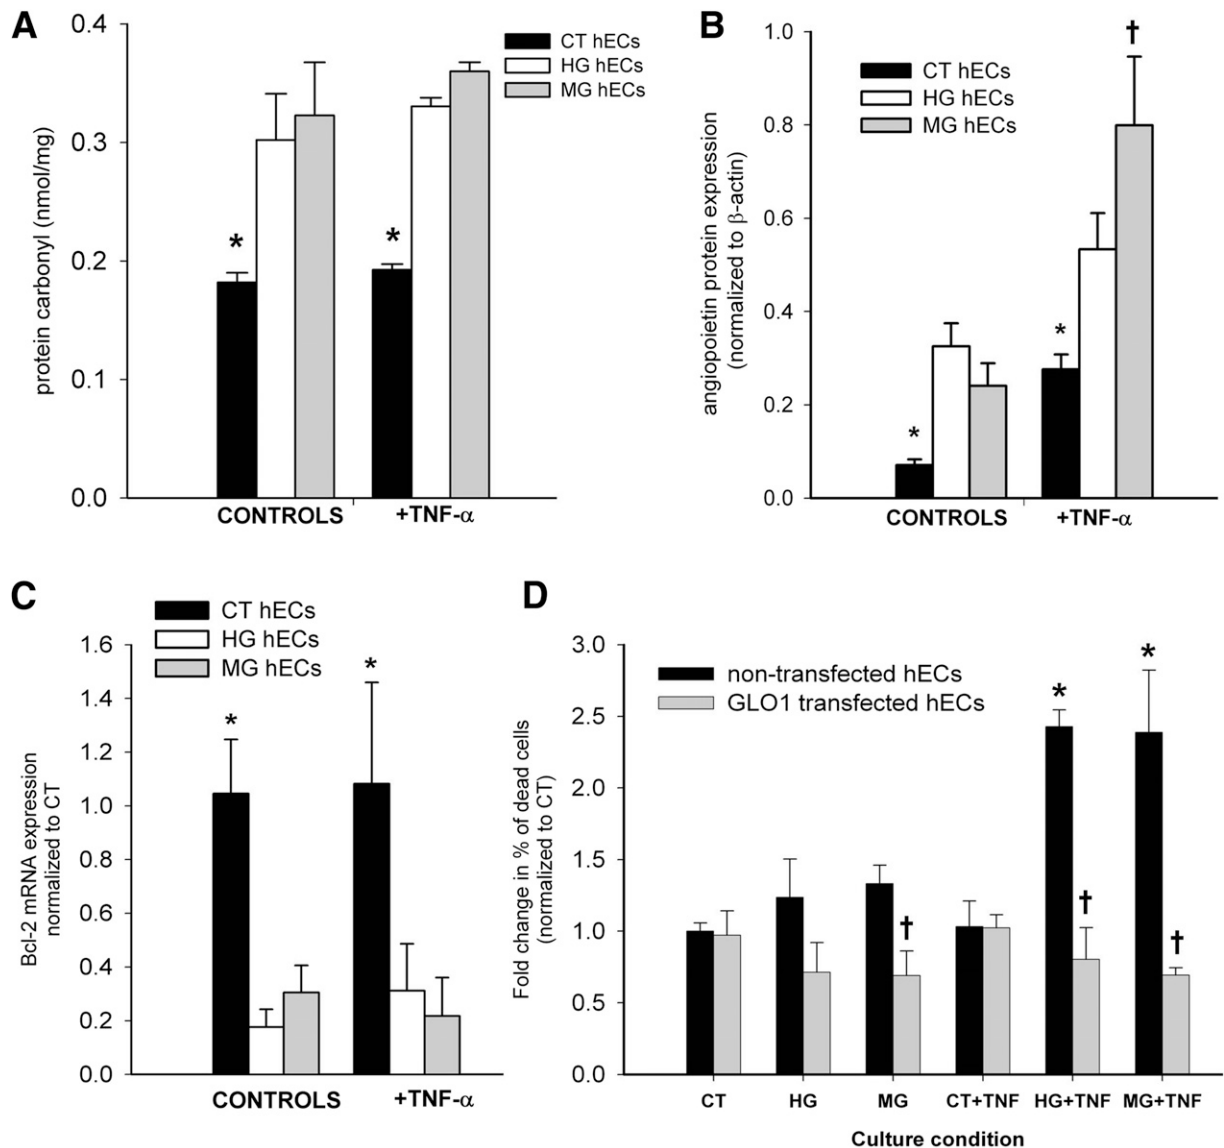 A
protein carbonyl (nmol/mg)
0.4
0.3
0.2
0.1
0.0
CT hECs
HG hECs
MG hECs
*
*
CONTROLS
+TNF-α
B
angiopoietin protein expression
(normalized to β-actin)
1.0
0.8
0.6
0.4
0.2
0.0
CT hECs
HG hECs
MG hECs
*
*
†
CONTROLS
+TNF-α
C
CT hECs
HG hECs
MG hECs
Bcl-2 mRNA expression
normalized to CT
1.6
1.4
1.2
1.0
0.8
0.6
0.4
0.2
0.0
*
*
CONTROLS
+TNF-α
D
Fold change in % of dead cells
(normalized to CT)
3.0
2.5
2.0
1.5
1.0
0.5
0.0
non-transfected hECs
GLO1 transfected hECs
†
*
†
*
†
CT
HG
MG
CT+TNF
HG+TNF
MG+TNF
Culture condition